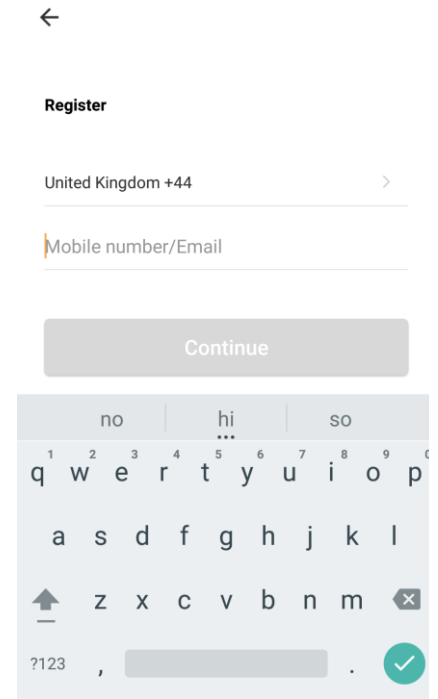 Register
United Kingdom +44
Mobile number/Email
Continue
no hi so
1 2 3 4 5 6 7 8 9 0
q w e r t y u i o p
a s d f g h j k l
z x c v b n m
?123 , .